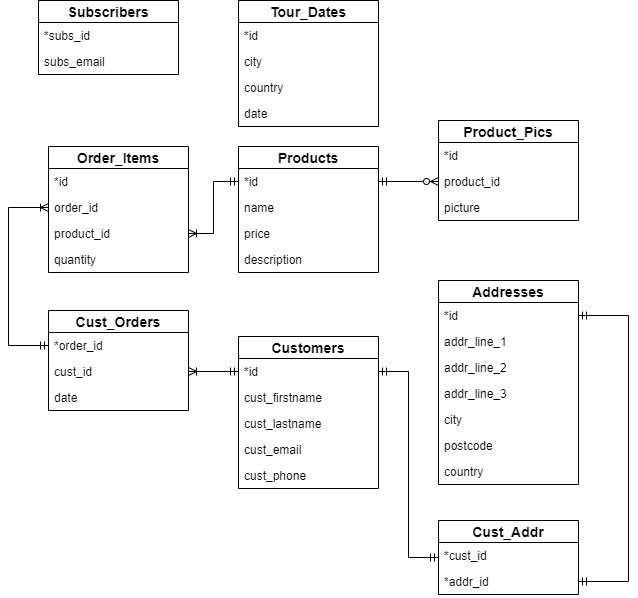 Subscribers
*subs_id
subs_email
Tour_Dates
*id
city
country
date
Product_Pics
*id
product_id
picture
Order_Items
*id
order_id
product_id
quantity
Products
*id
name
price
description
Addresses
*id
addr_line_1
addr_line_2
addr_line_3
city
postcode
country
Cust_Orders
*order_id
cust_id
date
Customers
*id
cust_firstname
cust_lastname
cust_email
cust_phone
Cust_Addr
*cust_id
*addr_id